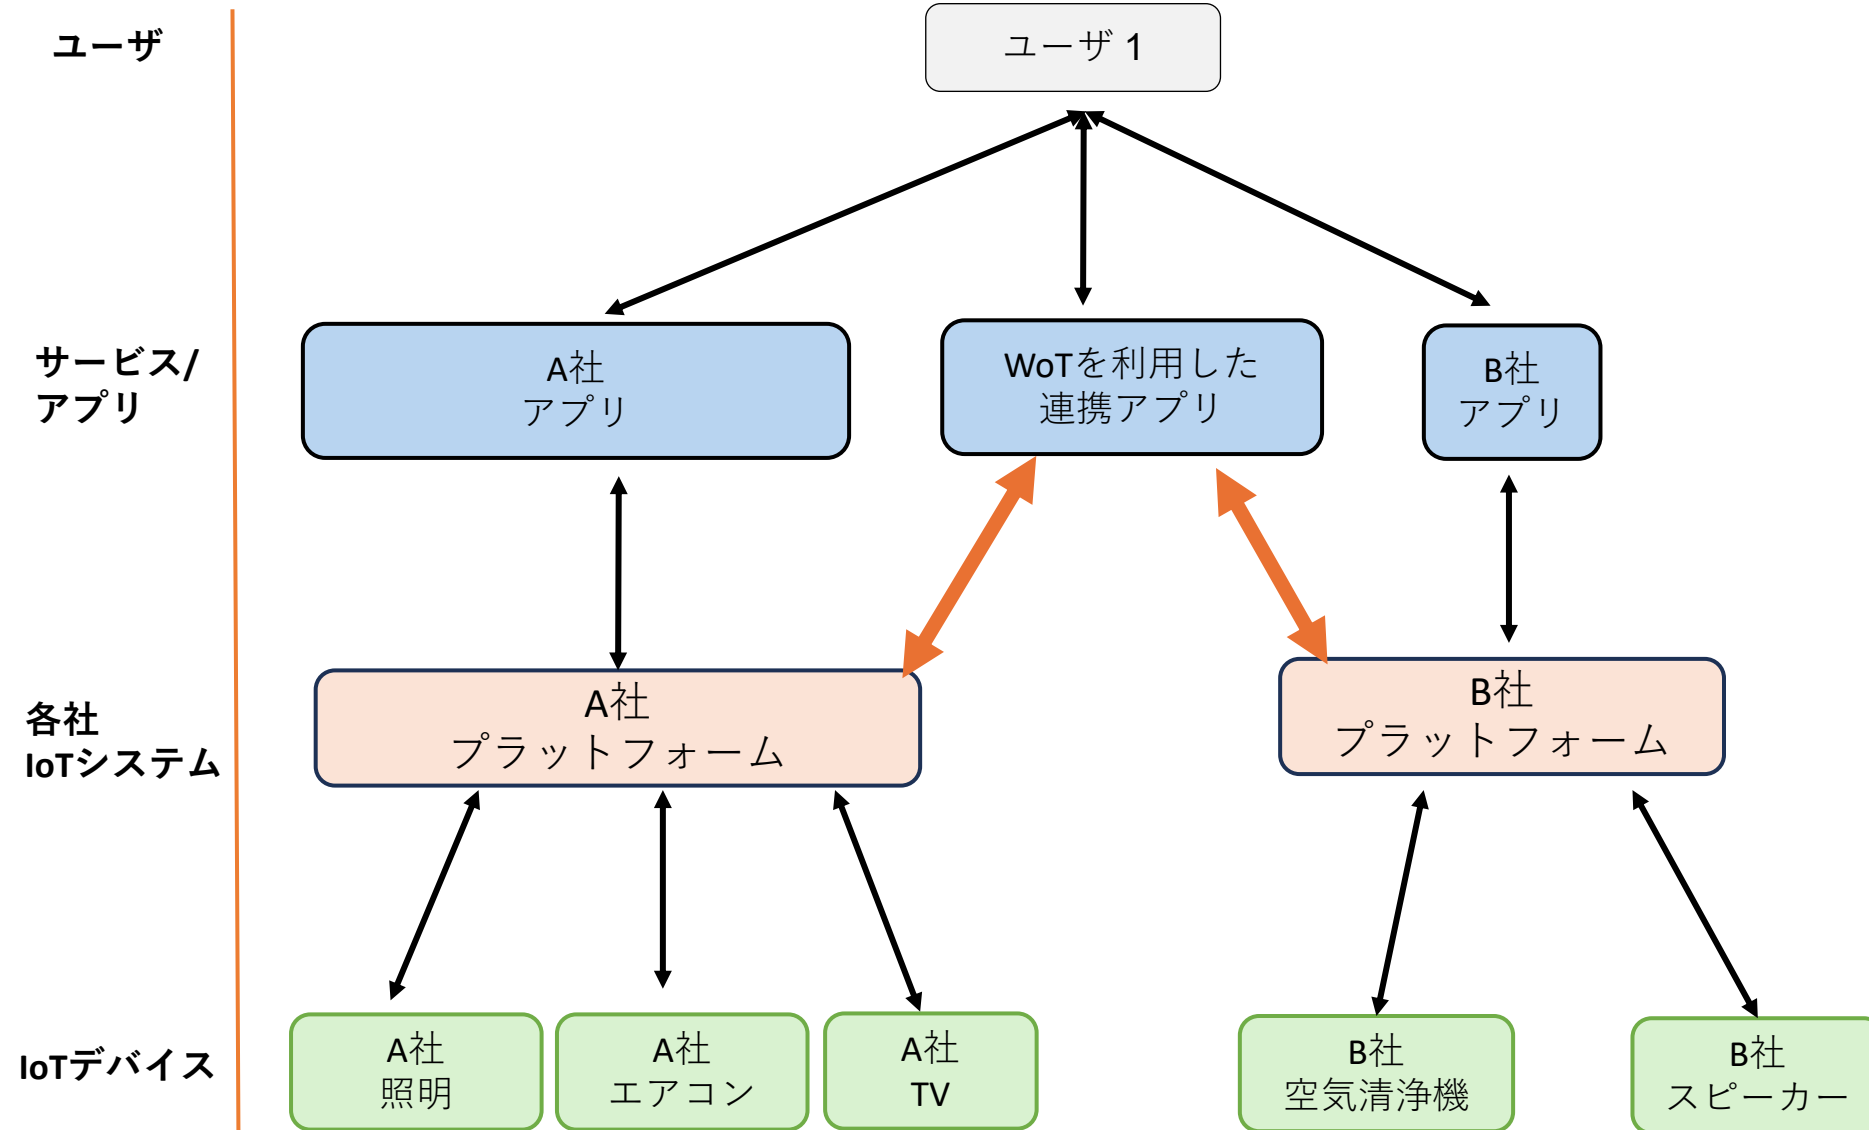 ユーザ
ユーザ 1
サービス/
アプリ
A社
アプリ
WoTを利用した
連携アプリ
B社
アプリ
各社
IoTシステム
A社
プラットフォーム
B社
プラットフォーム
IoTデバイス
A社
照明
A社
エアコン
A社
TV
B社
空気清浄機
B社
スピーカー